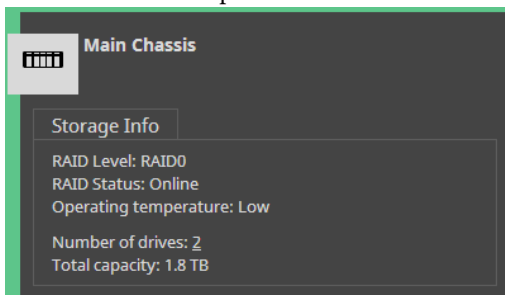 Main Chassis
Storage Info
RAID Level: RAID0
RAID Status: Online
Operating temperature: Low
Number of drives: 2
Total capacity: 1.8 TB